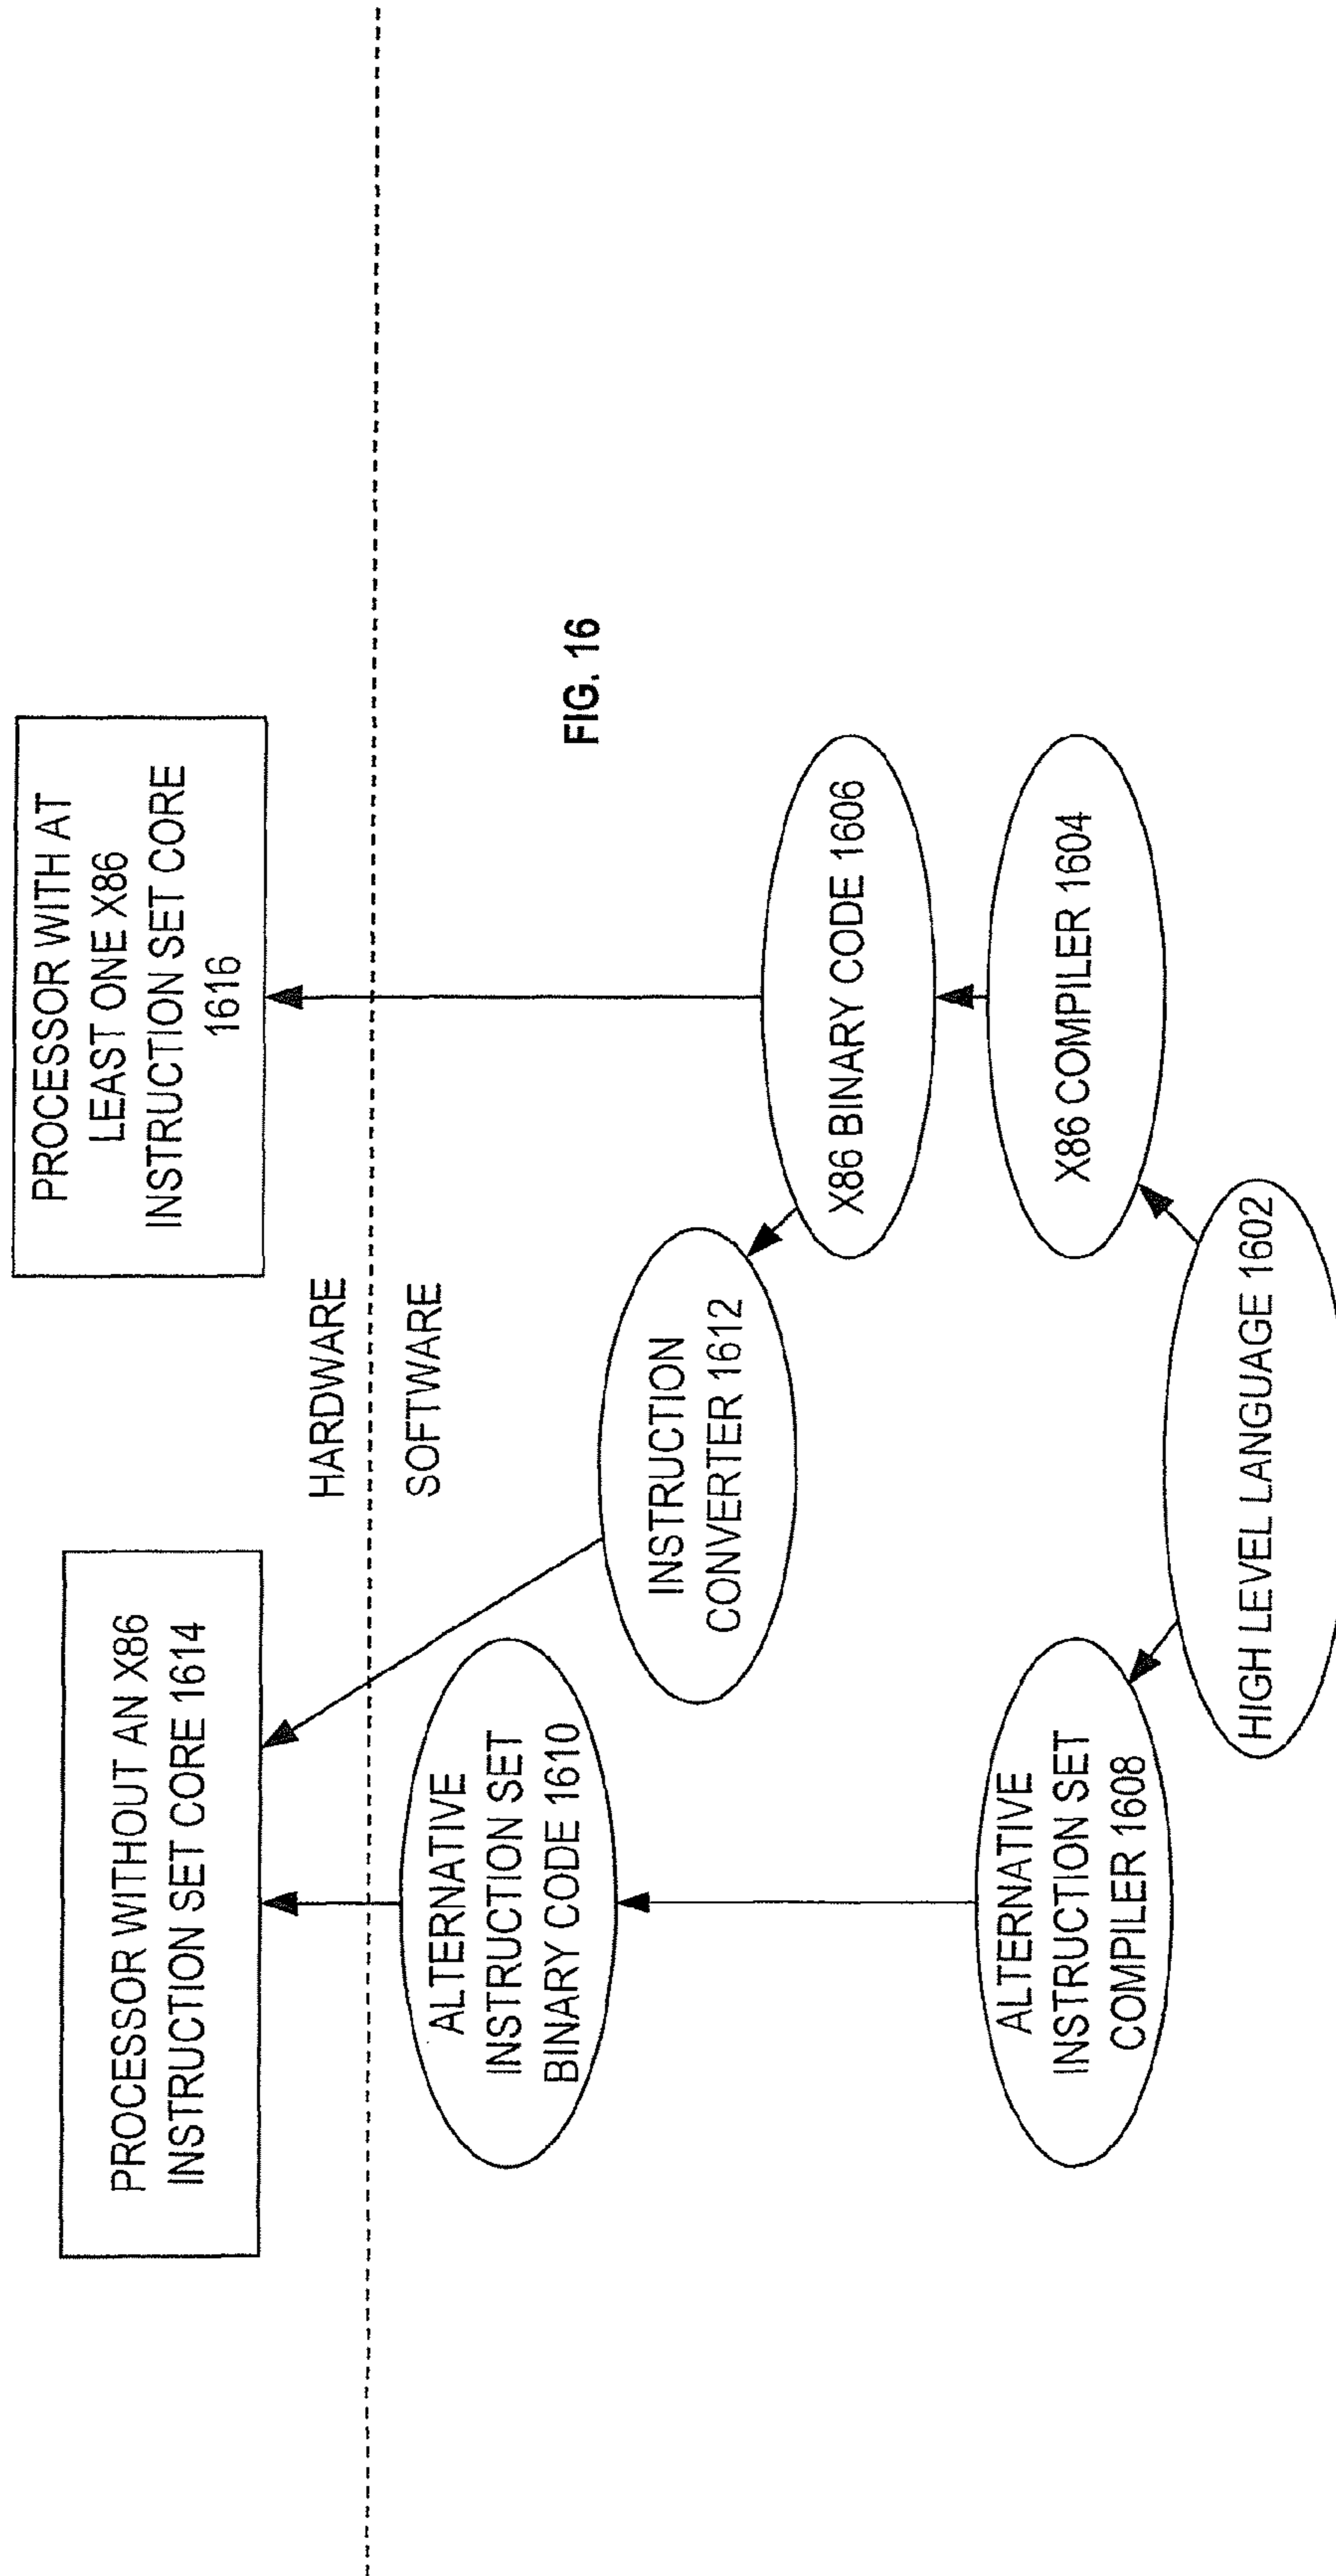 PROCESSOR WITHOUT AN X86
INSTRUCTION SET CORE 1614
PROCESSOR WITH AT
LEAST ONE X86
INSTRUCTION SET CORE
1616
HARDWARE
SOFTWARE
ALTERNATIVE
INSTRUCTION SET
BINARY CODE 1610
INSTRUCTION
CONVERTER 1612
FIG. 16
X86 BINARY CODE 1606
ALTERNATIVE
INSTRUCTION SET
COMPILER 1608
X86 COMPILER 1604
HIGH LEVEL LANGUAGE 1602